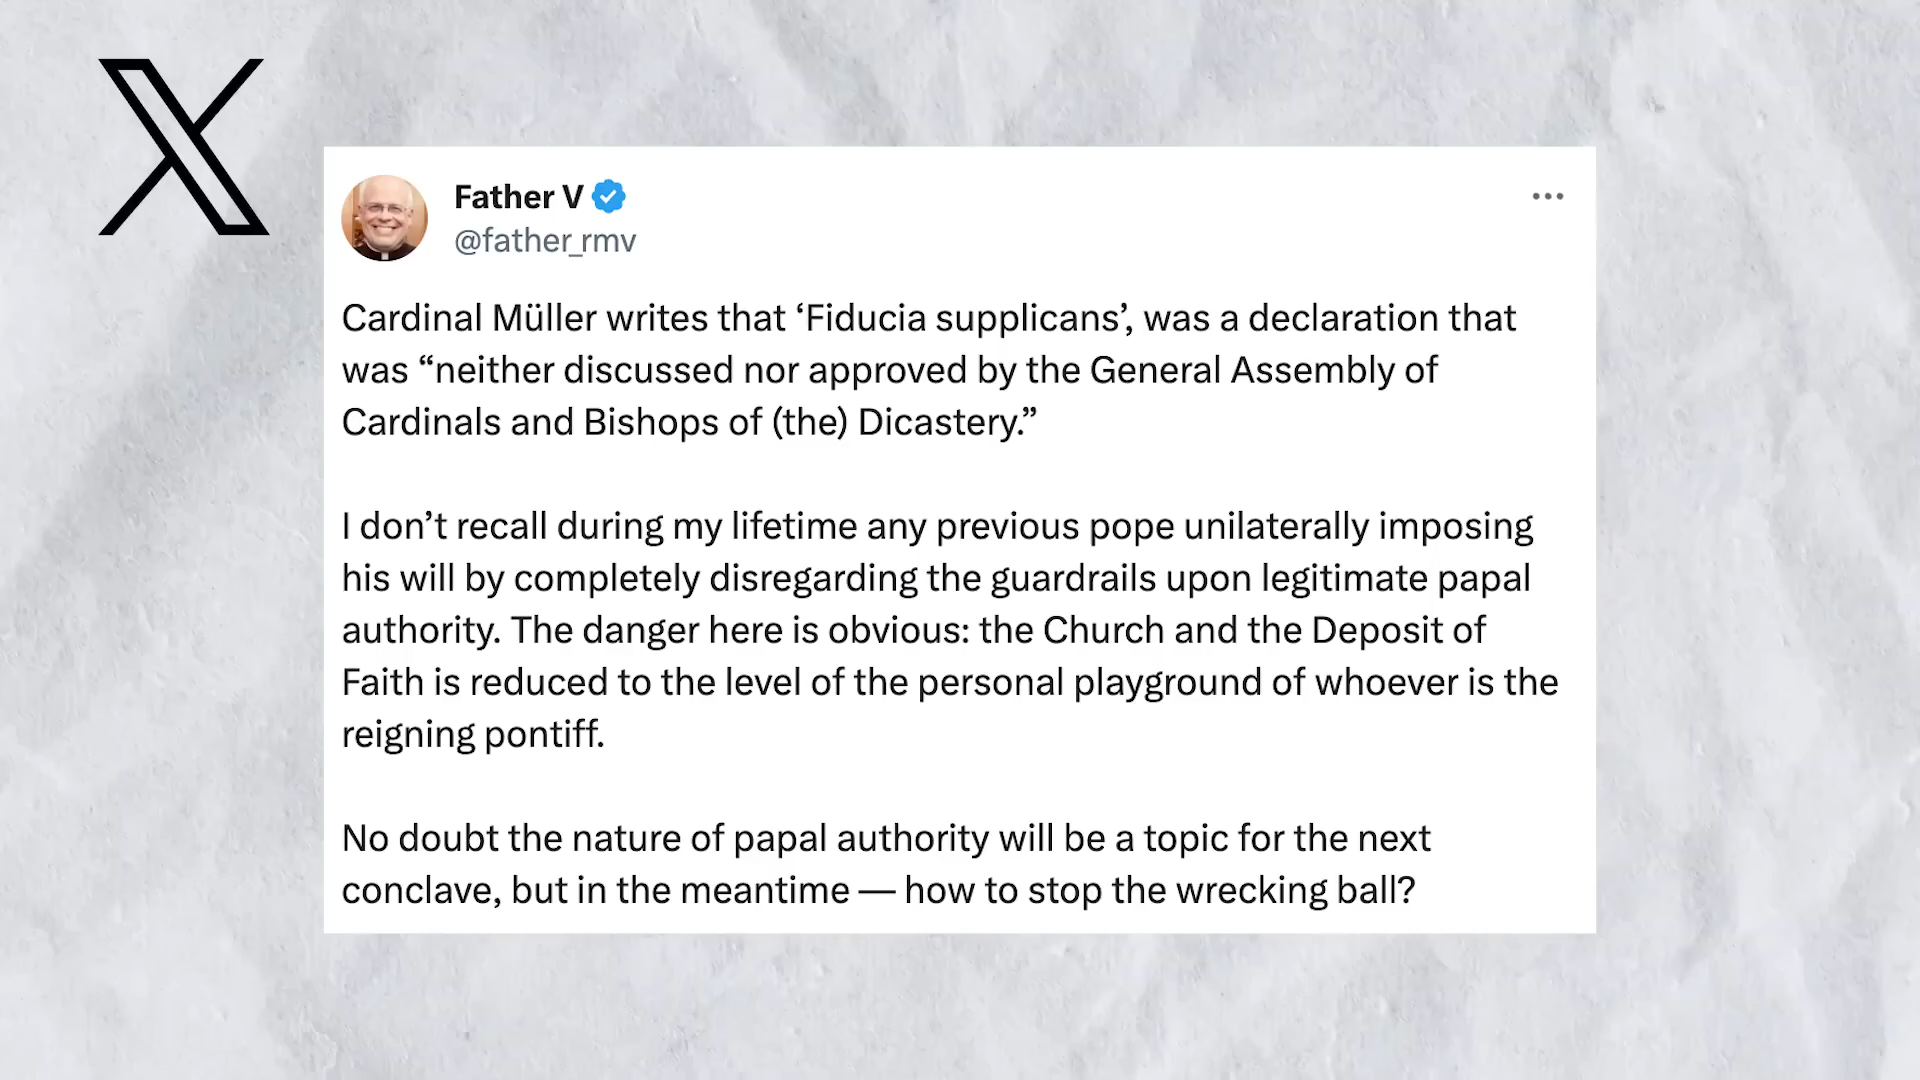 Father V
@father_rmv
Cardinal Müller writes that ‘Fiducia supplicans’, was a declaration that
was “neither discussed nor approved by the General Assembly of
Cardinals and Bishops of (the) Dicastery.”
I don’t recall during my lifetime any previous pope unilaterally imposing
his will by completely disregarding the guardrails upon legitimate papal
authority. The danger here is obvious: the Church and the Deposit of
Faith is reduced to the level of the personal playground of whoever is the
reigning pontiff.
No doubt the nature of papal authority will be a topic for the next
conclave, but in the meantime — how to stop the wrecking ball?